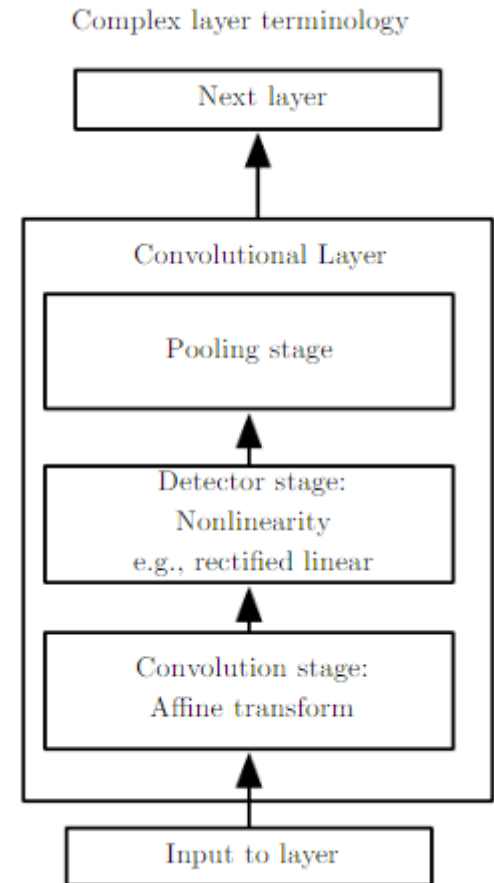 Complex layer terminology
Next layer
Convolutional Layer
Pooling stage
Detector stage:
Nonlinearity
e.g., rectified linear
Convolution stage:
Affine transform
Input to layer